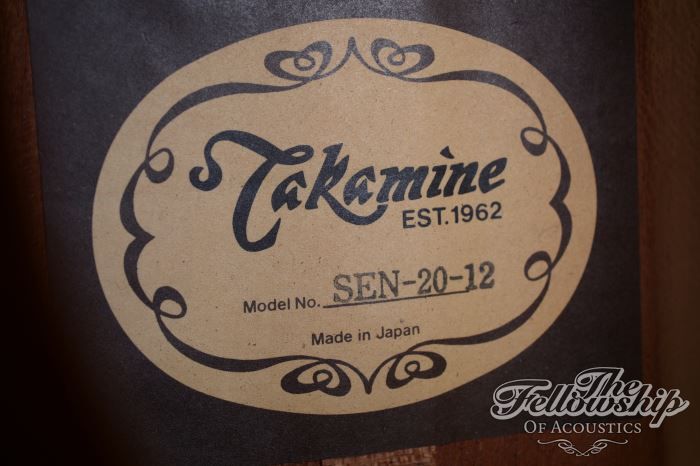 Takamine
EST.1962
Model No. SEN-20-12
Made in Japan
The
Fellowship
OF ACOUSTICS